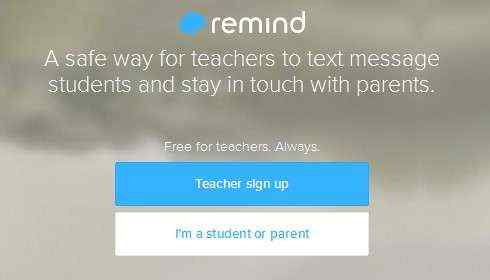 remind
A safe way for teachers to text message
students and stay in touch with parents.
Free for teachers. Always.
Teacher sign up
I'm a student or parent